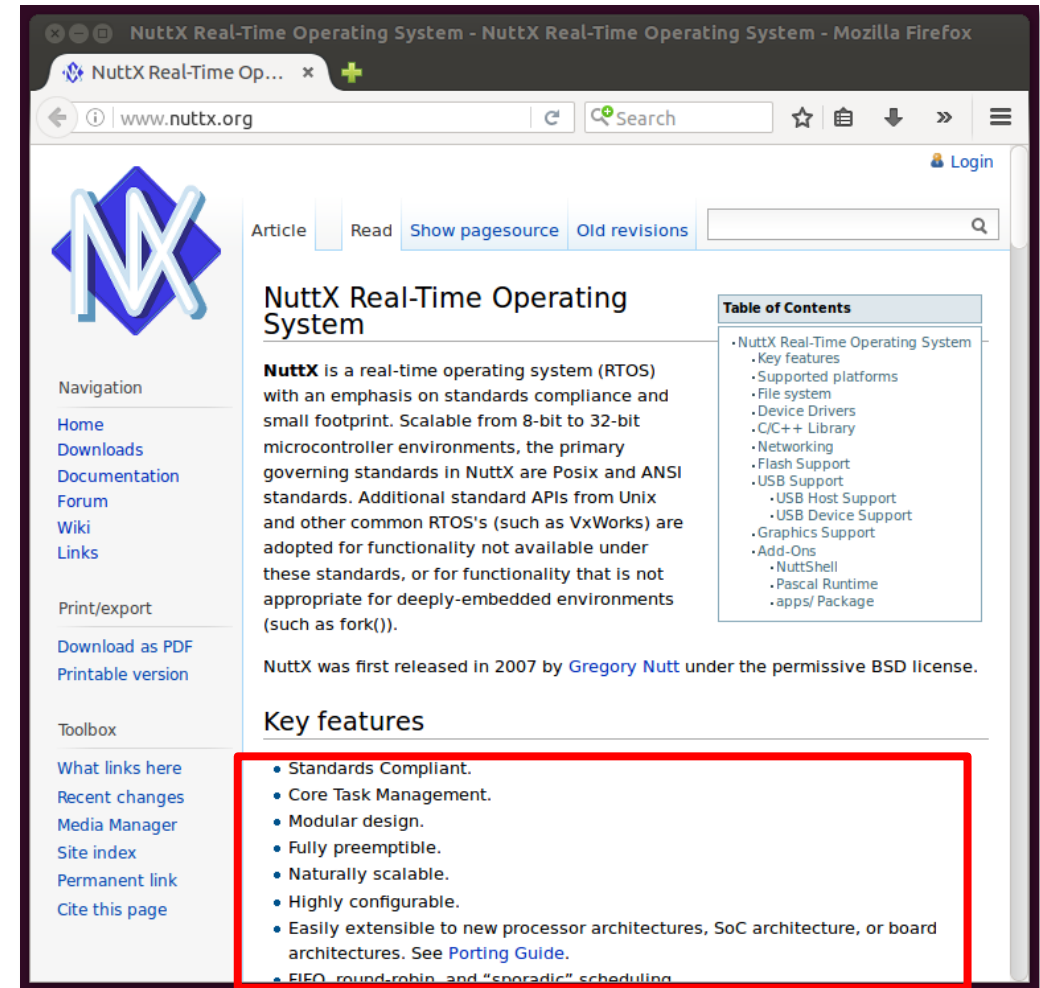 NuttX Real-Time Operating System - NuttX Real-Time Operating System - Mozilla Firefox
NuttX Real-Time Op... ×
www.nuttx.org
Search
Login
Article Read Show pagesource Old revisions
NuttX Real-Time Operating
System
NuttX is a real-time operating system (RTOS)
with an emphasis on standards compliance and
small footprint. Scalable from 8-bit to 32-bit
microcontroller environments, the primary
governing standards in NuttX are Posix and ANSI
standards. Additional standard APIs from Unix
and other common RTOS's (such as VxWorks) are
adopted for functionality not available under
these standards, or for functionality that is not
appropriate for deeply-embedded environments
(such as fork()).
Table of Contents
NuttX Real-Time Operating System
Key features
Supported platforms
File system
Device Drivers
C/C++ Library
Networking
Flash Support
USB Support
USB Host Support
USB Device Support
Graphics Support
Add-Ons
NuttShell
Pascal Runtime
apps/ Package
NuttX was first released in 2007 by Gregory Nutt under the permissive BSD license.
Key features
• Standards Compliant.
• Core Task Management.
• Modular design.
• Fully preemptible.
• Naturally scalable.
• Highly configurable.
• Easily extensible to new processor architectures, SoC architecture, or board
architectures. See Porting Guide.
• FIFO, round-robin, and “sporadic” scheduling.
NX
Navigation
Home
Downloads
Documentation
Forum
Wiki
Links
Print/export
Download as PDF
Printable version
Toolbox
What links here
Recent changes
Media Manager
Site index
Permanent link
Cite this page